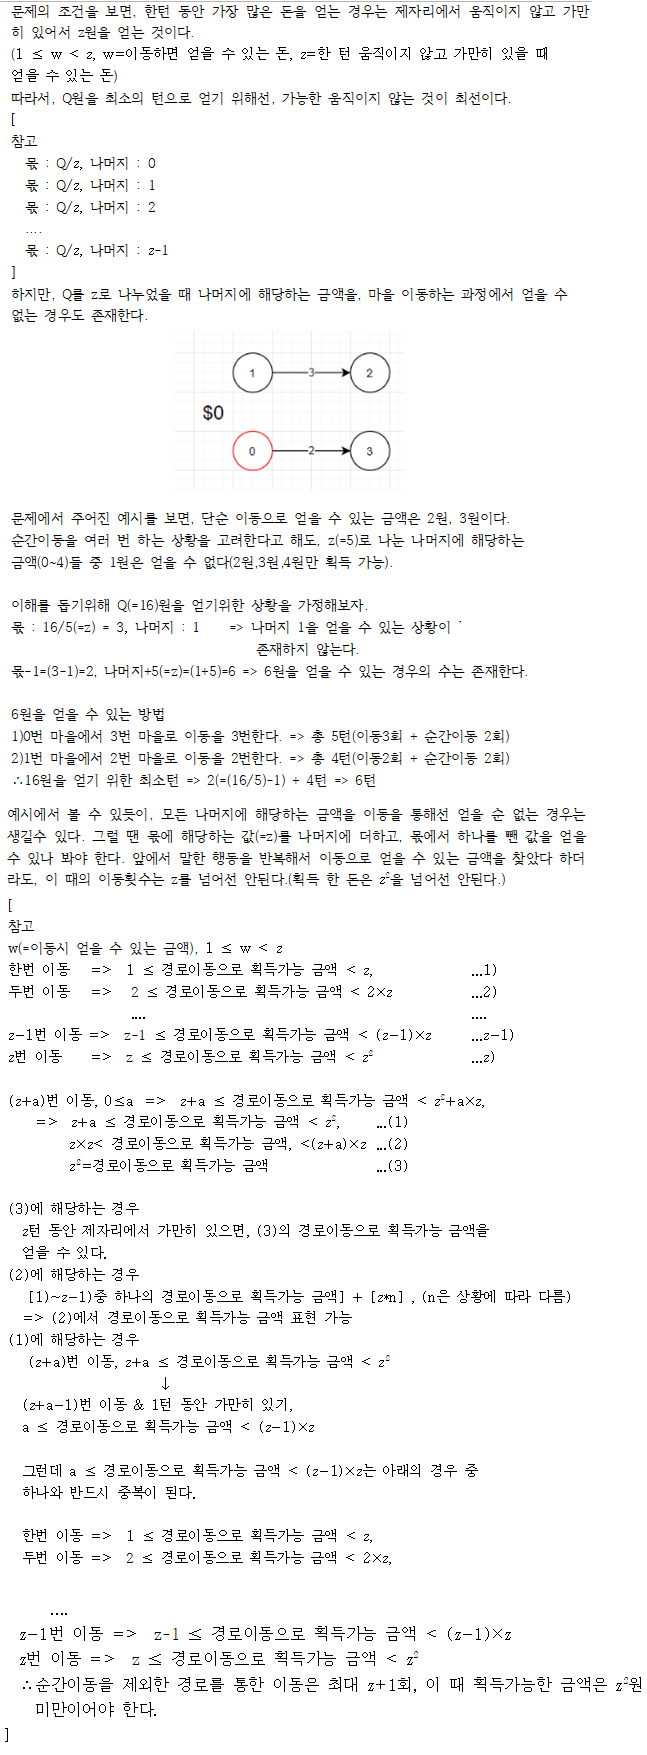 문제의 조건을 보면, 한턴 동안 가장 많은 돈을 얻는 경우는 제자리에서 움직이지 않고 가만
히 있어서 z원을 얻는 것이다.
(1 ≤ w < z, w=이동하면 얻을 수 있는 돈, z=한 턴 움직이지 않고 가만히 있을 때
얻을 수 있는 돈)
따라서, Q원을 최소의 턴으로 얻기 위해선, 가능한 움직이지 않는 것이 최선이다.
[
참고
몫 : Q/z, 나머지 : 0
몫 : Q/z, 나머지 : 1
몫 : Q/z, 나머지 : 2
....
몫 : Q/z, 나머지 : z-1
]
하지만, Q를 z로 나누었을 때 나머지에 해당하는 금액을, 마을 이동하는 과정에서 얻을 수
없는 경우도 존재한다.
1 3 2
$0
0 2 3
문제에서 주어진 예시를 보면, 단순 이동으로 얻을 수 있는 금액은 2원, 3원이다.
순간이동을 여러 번 하는 상황을 고려한다고 해도, z(=5)로 나눈 나머지에 해당하는
금액(0~4)들 중 1원은 얻을 수 없다(2원,3원,4원만 획득 가능).
이해를 돕기위해 Q(=16)원을 얻기위한 상황을 가정해보자.
몫 : 16/5(=z) = 3, 나머지 : 1 => 나머지 1을 얻을 수 있는 상황이 '
존재하지 않는다.
몫-1=(3-1)=2, 나머지+5(=z)=(1+5)=6 => 6원을 얻을 수 있는 경우의 수는 존재한다.
6원을 얻을 수 있는 방법
1)0번 마을에서 3번 마을로 이동을 3번한다. => 총 5턴(이동3회 + 순간이동 2회)
2)1번 마을에서 2번 마을로 이동을 2번한다. => 총 4턴(이동2회 + 순간이동 2회)
∴16원을 얻기 위한 최소턴 => 2(=(16/5)-1) + 4턴 => 6턴
예시에서 볼 수 있듯이, 모든 나머지에 해당하는 금액을 이동을 통해선 얻을 순 없는 경우는
생길수 있다. 그럴 땐 몫에 해당하는 값(=z)를 나머지에 더하고, 몫에서 하나를 뺀 값을 얻을
수 있나 봐야 한다. 앞에서 말한 행동을 반복해서 이동으로 얻을 수 있는 금액을 찾았다 하더
라도, 이 때의 이동횟수는 z를 넘어선 안된다.(획득 한 돈은 z²을 넘어선 안된다.)
[
참고
w(=이동시 얻을 수 있는 금액), 1 ≤ w < z
한번 이동 => 1 ≤ 경로이동으로 획득가능 금액 < z, …1)
두번 이동 => 2 ≤ 경로이동으로 획득가능 금액 < 2×z …2)
.... ....
z-1번 이동 => z-1 ≤ 경로이동으로 획득가능 금액 < (z-1)×z …z-1)
z번 이동 => z ≤ 경로이동으로 획득가능 금액 < z² …z)
(z+a)번 이동, 0≤a => z+a ≤ 경로이동으로 획득가능 금액 < z²+a×z,
=> z+a ≤ 경로이동으로 획득가능 금액 < z², …(1)
z×z< 경로이동으로 획득가능 금액, <(z+a)×z …(2)
z²=경로이동으로 획득가능 금액 …(3)
(3)에 해당하는 경우
z턴 동안 제자리에서 가만히 있으면, (3)의 경로이동으로 획득가능 금액을
얻을 수 있다.
(2)에 해당하는 경우
[1)~z-1)중 하나의 경로이동으로 획득가능 금액] + [z*n] , (n은 상황에 따라 다름)
=> (2)에서 경로이동으로 획득가능 금액 표현 가능
(1)에 해당하는 경우
(z+a)번 이동, z+a ≤ 경로이동으로 획득가능 금액 < z²
↓
(z+a-1)번 이동 & 1턴 동안 가만히 있기,
a ≤ 경로이동으로 획득가능 금액 < (z-1)×z
그런데 a ≤ 경로이동으로 획득가능 금액 < (z-1)×z는 아래의 경우 중
하나와 반드시 중복이 된다.
한번 이동 => 1 ≤ 경로이동으로 획득가능 금액 < z,
두번 이동 => 2 ≤ 경로이동으로 획득가능 금액 < 2×z,
....
z-1번 이동 => z-1 ≤ 경로이동으로 획득가능 금액 < (z-1)×z
z번 이동 => z ≤ 경로이동으로 획득가능 금액 < z²
∴순간이동을 제외한 경로를 통한 이동은 최대 z+1회, 이 때 획득가능한 금액은 z²원
미만이어야 한다.
]